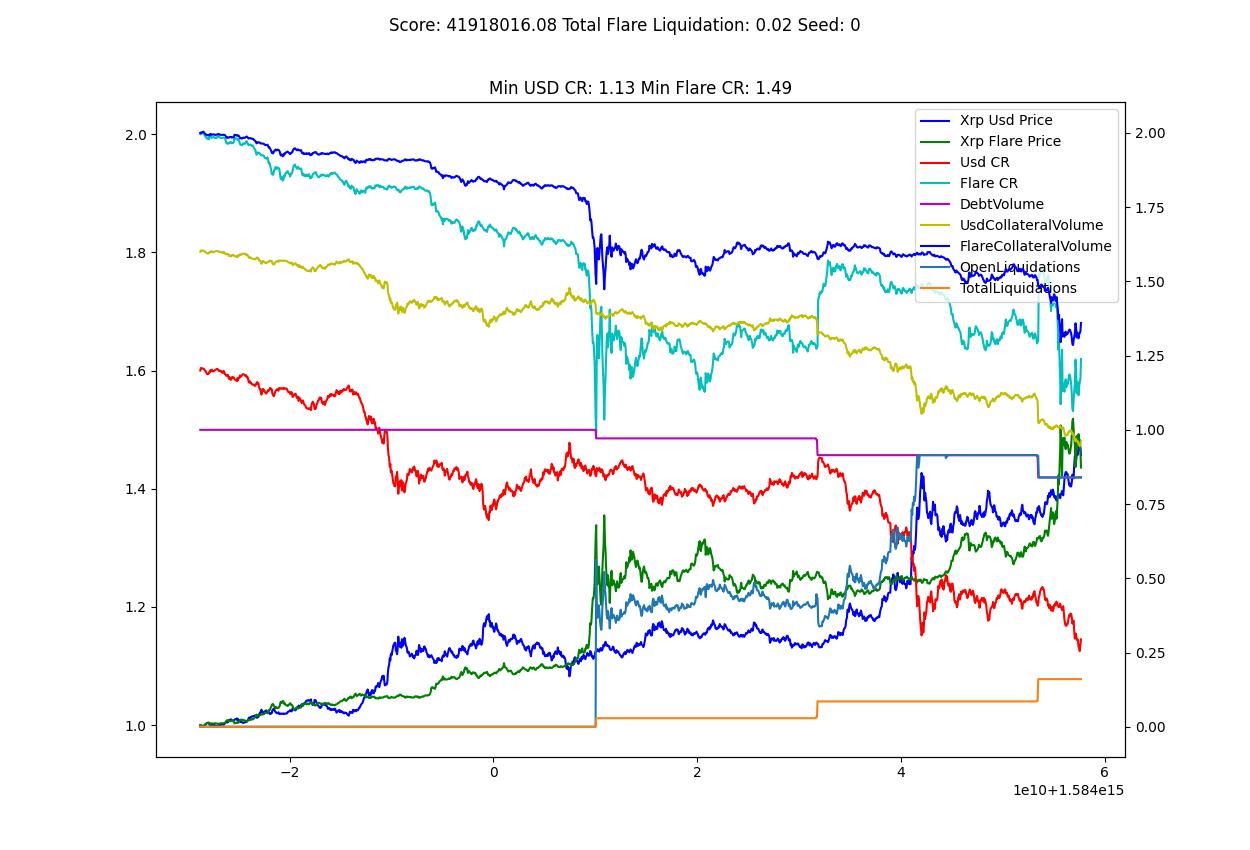 Score: 41918016.08 Total Flare Liquidation: 0.02 Seed: 0
Min USD CR: 1.13 Min Flare CR: 1.49
Xrp Usd Price
Xrp Flare Price
Usd CR
Flare CR
DebtVolume
UsdCollateralVolume
FlareCollateralVolume
OpenLiquidations
TotalLiquidations
2.0
1.8
1.6
1.4
1.2
1.0
2.00
1.75
1.50
1.25
1.00
0.75
0.50
0.25
0.00
−2
0
2
4
6
1e10+1.584e15